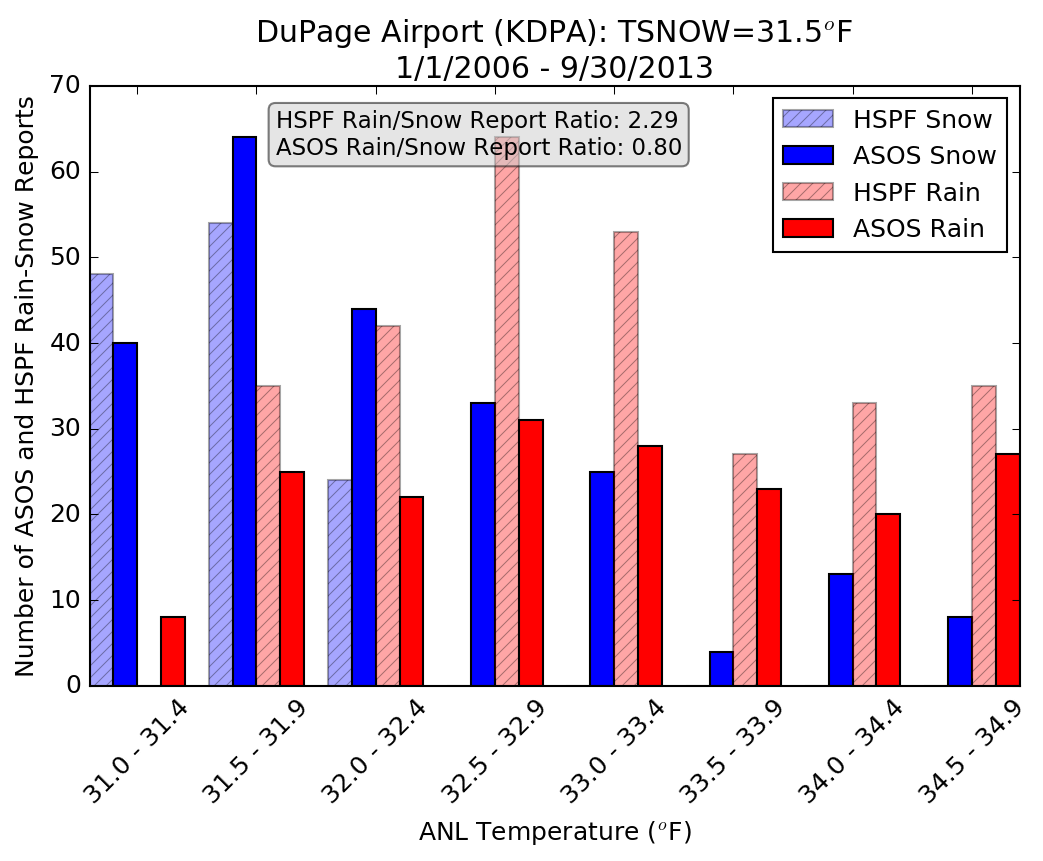 DuPage Airport (KDPA): TSNOW=31.5°F
1/1/2006 - 9/30/2013
HSPF Rain/Snow Report Ratio: 2.29
ASOS Rain/Snow Report Ratio: 0.80
HSPF Snow
ASOS Snow
HSPF Rain
ASOS Rain
Number of ASOS and HSPF Rain-Snow Reports
70
60
50
40
30
20
10
0
31.0 - 31.4
31.5 - 31.9
32.0 - 32.4
32.5 - 32.9
33.0 - 33.4
33.5 - 33.9
34.0 - 34.4
34.5 - 34.9
ANL Temperature (°F)